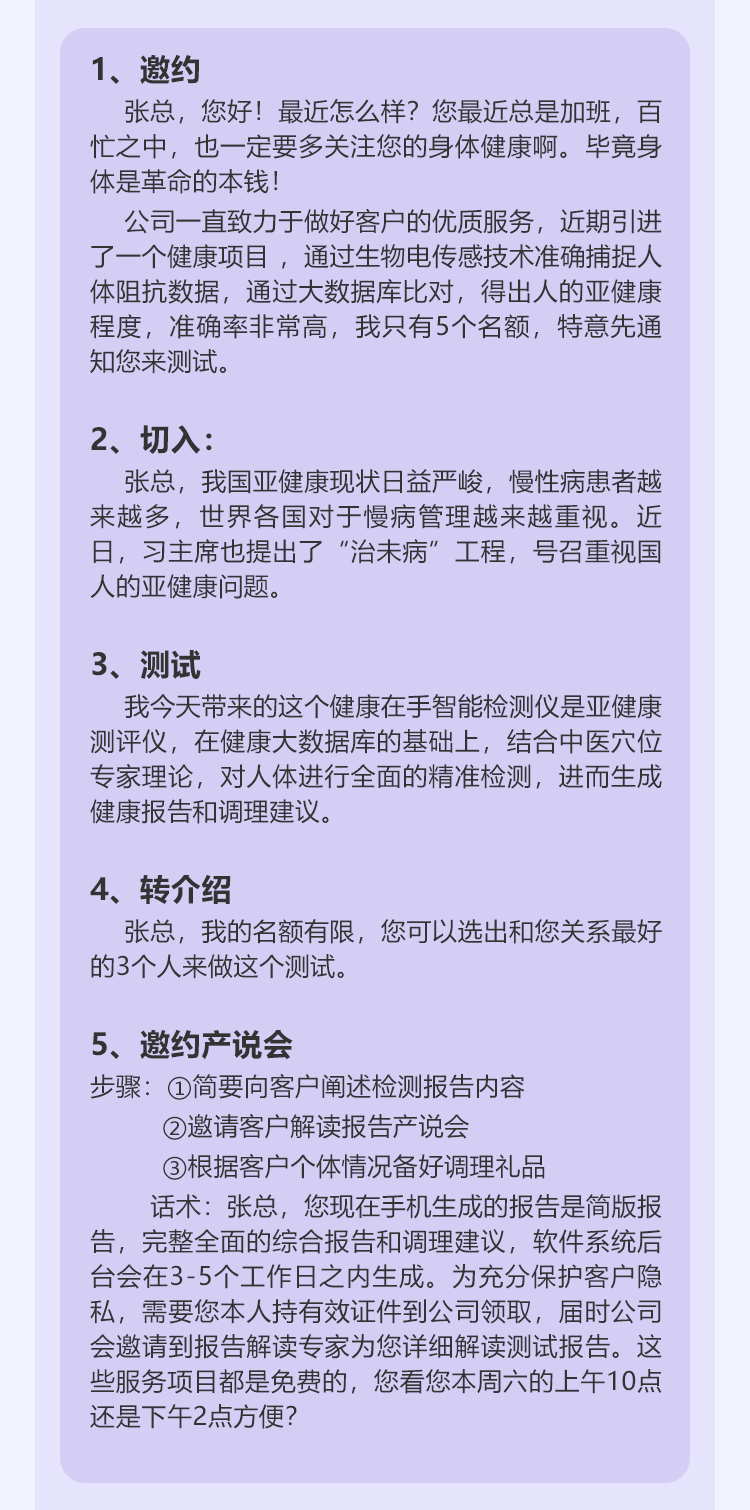 1、邀约
张总，您好！最近怎么样？您最近总是加班，百
忙之中，也一定要多关注您的身体健康啊。毕竟身
体是革命的本钱！
公司一直致力于做好客户的优质服务，近期引进
了一个健康项目 ，通过生物电传感技术准确捕捉人
体阻抗数据，通过大数据库比对，得出人的亚健康
程度，准确率非常高，我只有5个名额，特意先通
知您来测试。
2、切入：
张总，我国亚健康现状日益严峻，慢性病患者越
来越多，世界各国对于慢病管理越来越重视。近
日，习主席也提出了“治未病”工程，号召重视国
人的亚健康问题。
3、测试
我今天带来的这个健康在手智能检测仪是亚健康
测评仪，在健康大数据库的基础上，结合中医穴位
专家理论，对人体进行全面的精准检测，进而生成
健康报告和调理建议。
4、转介绍
张总，我的名额有限，您可以选出和您关系最好
的3个人来做这个测试。
5、邀约产说会
步骤：①简要向客户阐述检测报告内容
②邀请客户解读报告产说会
③根据客户个体情况备好调理礼品
话术：张总，您现在手机生成的报告是简版报
告，完整全面的综合报告和调理建议，软件系统后
台会在3-5个工作日之内生成。为充分保护客户隐
私，需要您本人持有效证件到公司领取，届时公司
会邀请到报告解读专家为您详细解读测试报告。这
些服务项目都是免费的，您看您本周六的上午10点
还是下午2点方便？